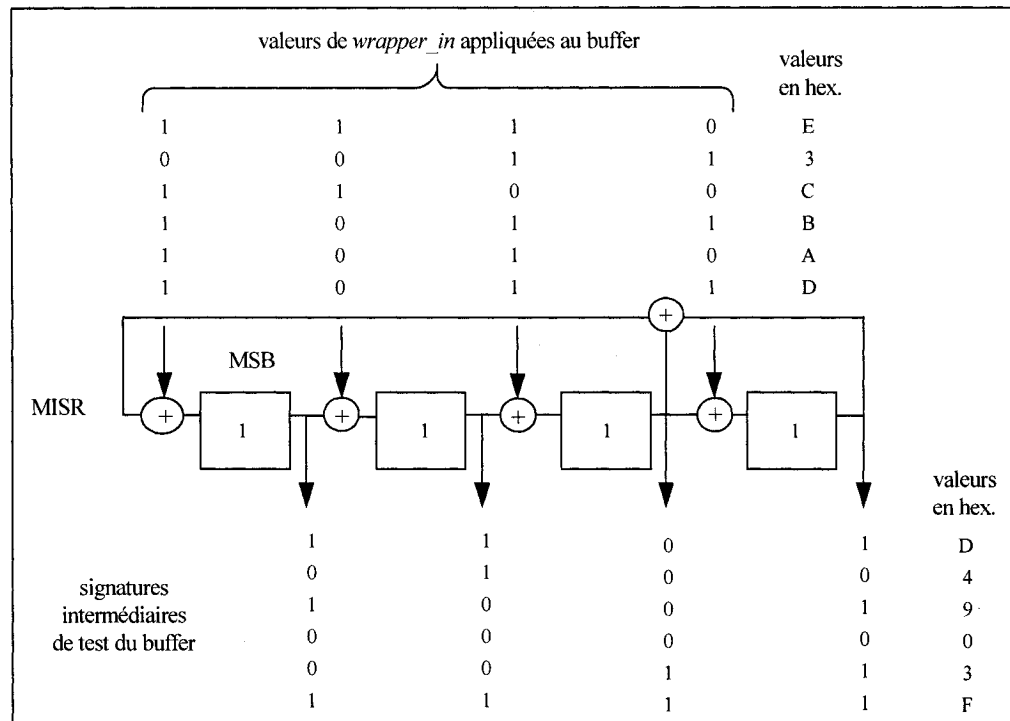 valeurs de wrapper_in appliquées au buffer
valeurs
en hex.
1 1 1 0 E
0 0 1 1 3
1 1 0 0 C
1 0 1 1 B
1 0 1 0 A
1 0 1 1 D
+
MSB
MISR
+ 1 + 1 + 1 + 1
valeurs
en hex.
signatures
intermédiaires
de test du buffer
1 1 0 1 D
0 1 0 0 4
1 0 0 1 9
0 0 0 0 0
0 0 1 1 3
1 1 1 1 F